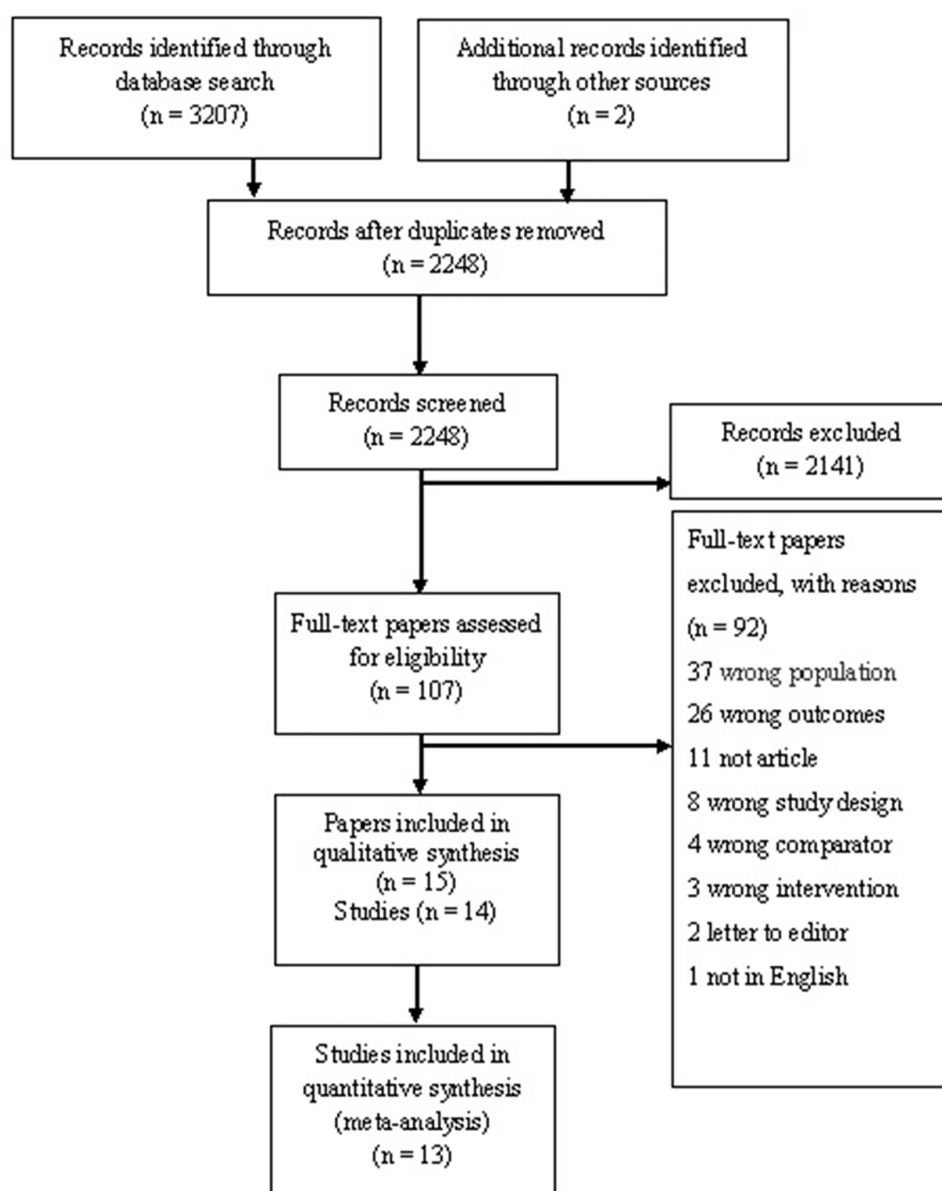 Records identified through
database search
(n = 3207)
Additional records identified
through other sources
(n = 2)
Records after duplicates removed
(n = 2248)
Records screened
(n = 2248)
Records excluded
(n = 2141)
Full-text papers assessed
for eligibility
(n = 107)
Full-text papers
excluded, with reasons
(n = 92)
37 wrong population
26 wrong outcomes
11 not article
8 wrong study design
4 wrong comparator
3 wrong intervention
2 letter to editor
1 not in English
Papers included in
qualitative synthesis
(n = 15)
Studies (n = 14)
Studies included in
quantitative synthesis
(meta-analysis)
(n = 13)